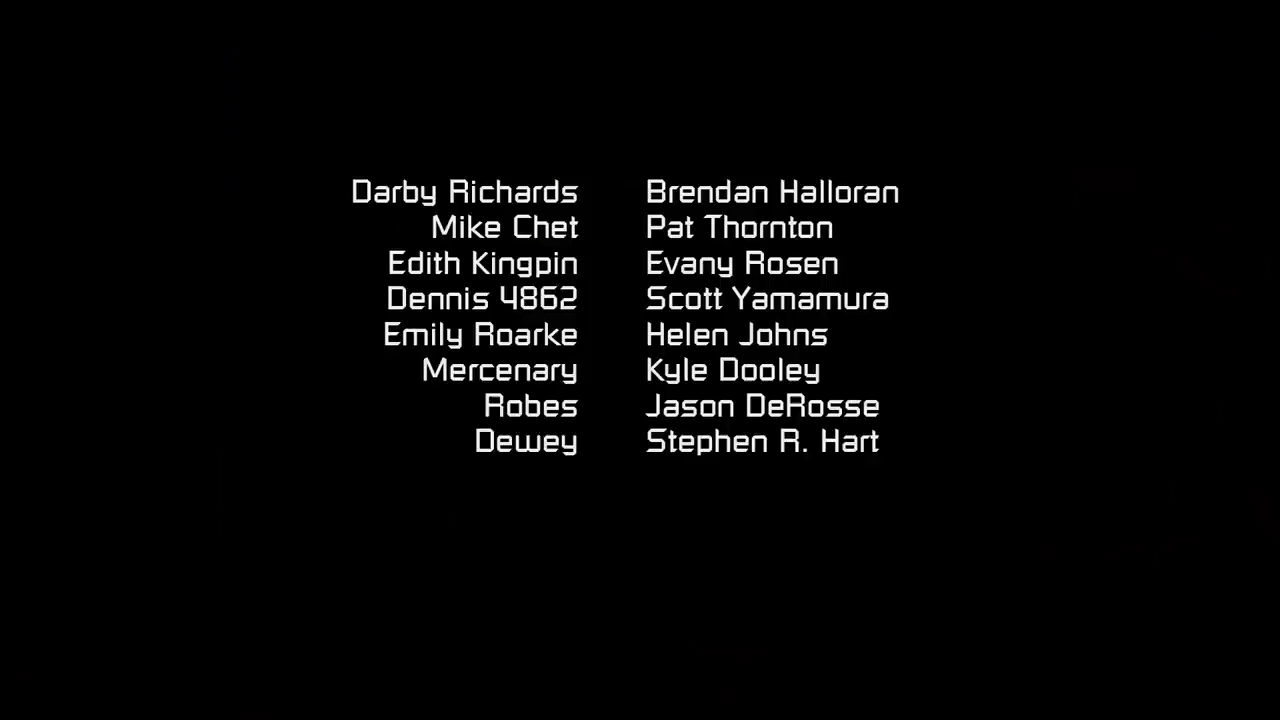 Darby Richards Brendan Halloran
Mike Chet Pat Thornton
Edith Kingpin Evany Rosen
Dennis 4862 Scott Yamamura
Emily Roarke Helen Johns
Mercenary Kyle Dooley
Robes Jason DeRosse
Dewey Stephen R. Hart